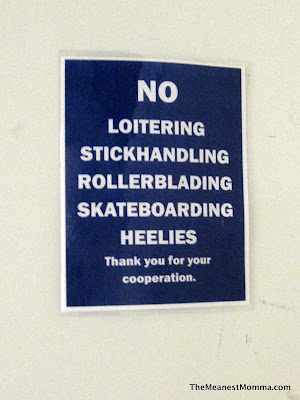 NO
LOITERING
STICKHANDLING
ROLLERBLADING
SKATEBOARDING
HEELIES
Thank you for your
cooperation.
TheMeanestMomma.com